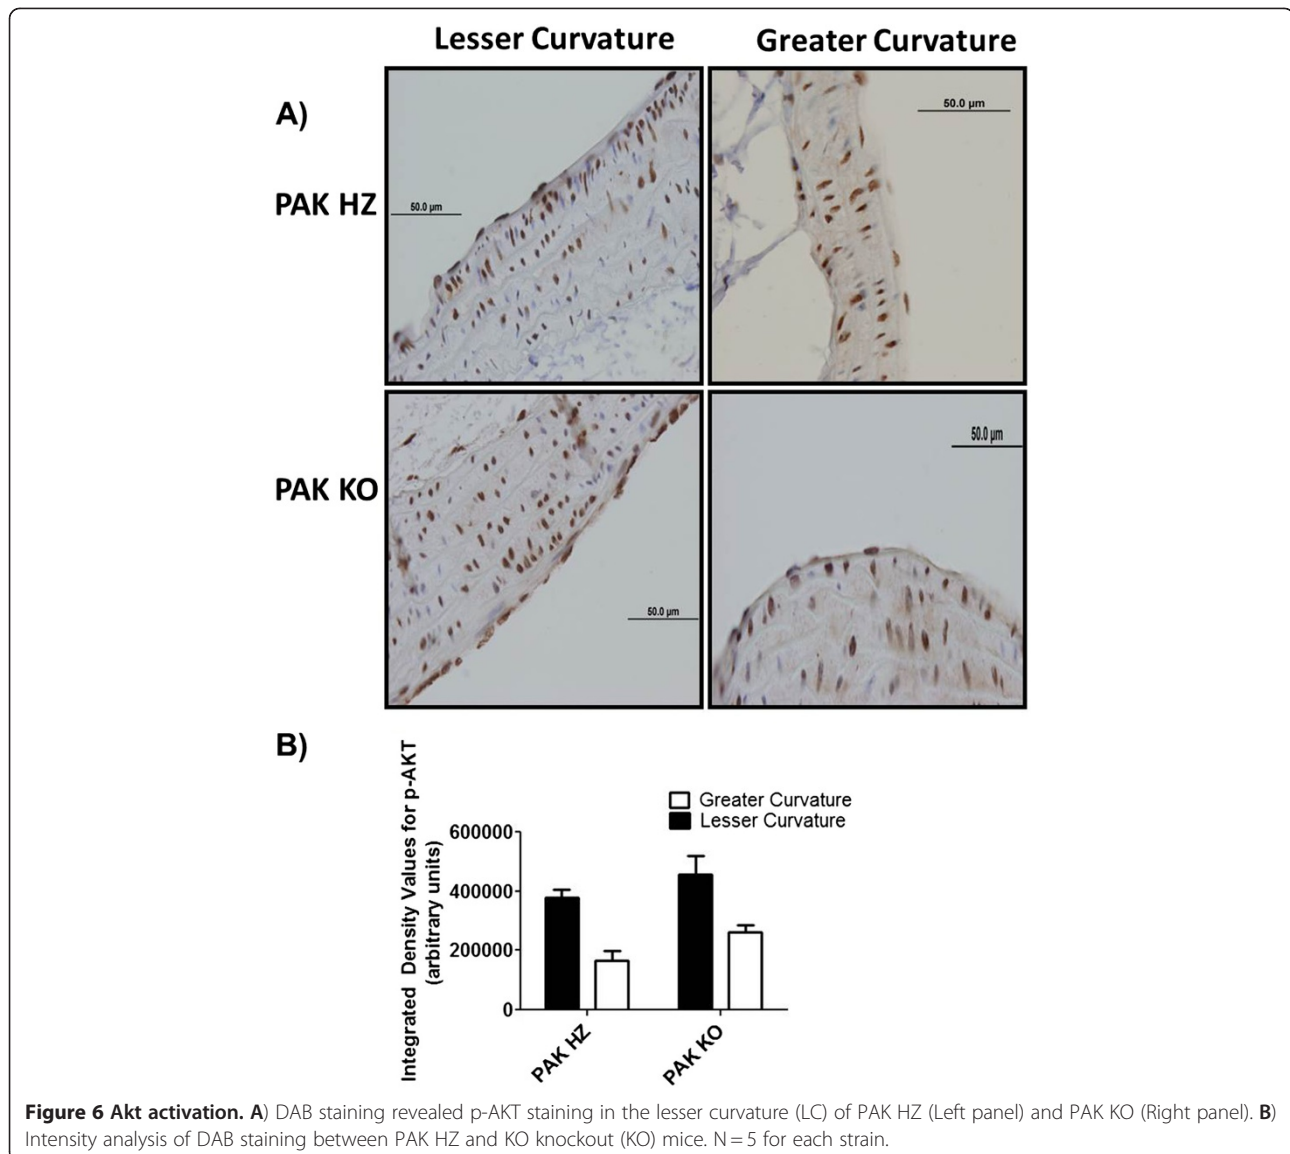 Lesser Curvature
Greater Curvature
A)
PAK HZ
50.0 µm
50.0 µm
PAK KO
50.0 µm
50.0 µm
B)
Integrated Density Values for p-AKT
(arbitrary units)
Greater Curvature
Lesser Curvature
600000
400000
200000
0
PAK HZ
PAK KO
Figure 6 Akt activation. A) DAB staining revealed p-AKT staining in the lesser curvature (LC) of PAK HZ (Left panel) and PAK KO (Right panel). B)
Intensity analysis of DAB staining between PAK HZ and KO knockout (KO) mice. N = 5 for each strain.